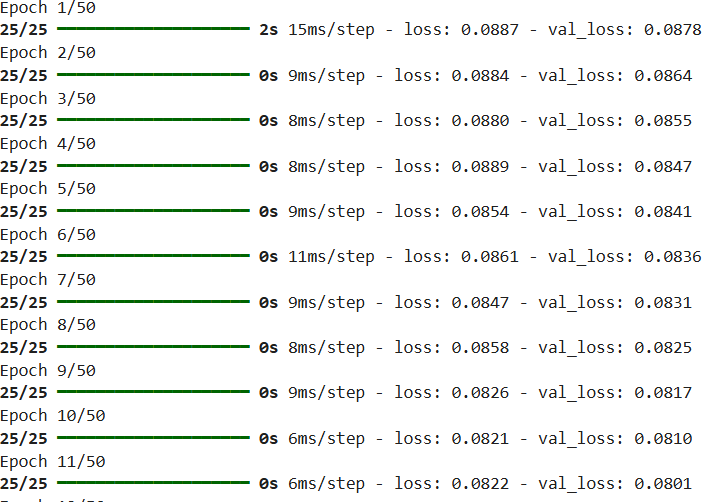 Epoch 1/50
25/25 ━━━━━━━━━━━━━━━━━━━━ 2s 15ms/step - loss: 0.0887 - val_loss: 0.0878
Epoch 2/50
25/25 ━━━━━━━━━━━━━━━━━━━━ 0s 9ms/step - loss: 0.0884 - val_loss: 0.0864
Epoch 3/50
25/25 ━━━━━━━━━━━━━━━━━━━━ 0s 8ms/step - loss: 0.0880 - val_loss: 0.0855
Epoch 4/50
25/25 ━━━━━━━━━━━━━━━━━━━━ 0s 8ms/step - loss: 0.0889 - val_loss: 0.0847
Epoch 5/50
25/25 ━━━━━━━━━━━━━━━━━━━━ 0s 9ms/step - loss: 0.0854 - val_loss: 0.0841
Epoch 6/50
25/25 ━━━━━━━━━━━━━━━━━━━━ 0s 11ms/step - loss: 0.0861 - val_loss: 0.0836
Epoch 7/50
25/25 ━━━━━━━━━━━━━━━━━━━━ 0s 9ms/step - loss: 0.0847 - val_loss: 0.0831
Epoch 8/50
25/25 ━━━━━━━━━━━━━━━━━━━━ 0s 8ms/step - loss: 0.0858 - val_loss: 0.0825
Epoch 9/50
25/25 ━━━━━━━━━━━━━━━━━━━━ 0s 9ms/step - loss: 0.0826 - val_loss: 0.0817
Epoch 10/50
25/25 ━━━━━━━━━━━━━━━━━━━━ 0s 6ms/step - loss: 0.0821 - val_loss: 0.0810
Epoch 11/50
25/25 ━━━━━━━━━━━━━━━━━━━━ 0s 6ms/step - loss: 0.0822 - val_loss: 0.0801